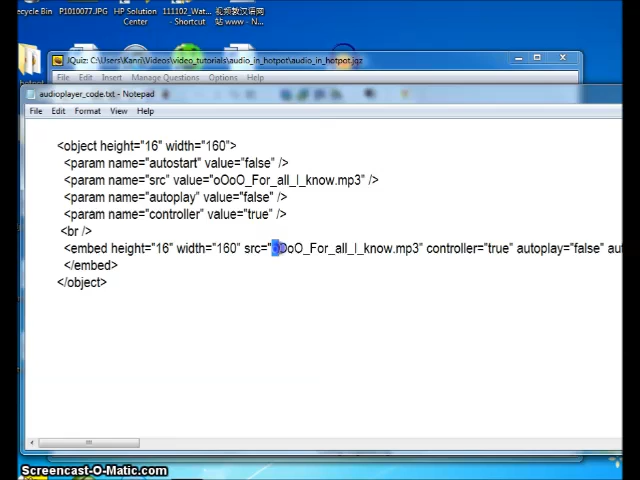 ecycle Bin
P1010077.JPG
HP Solution
Center
111102_Wat...
- Shortcut
视频教汉语网
站 www - N...
JQuiz: C:\Users\Kanri\Videos\video_tutorials\audio_in_hotpot\audio_in_hotpot.jqz
File Edit Insert Manage Questions Options Help
audioplayer_code.txt - Notepad
File Edit Format View Help
<object height="16" width="160">
<param name="autostart" value="false" />
<param name="src" value="oOoO_For_all_I_know.mp3" />
<param name="autoplay" value="false" />
<param name="controller" value="true" />
<br />
<embed height="16" width="160" src="oOoO_For_all_I_know.mp3" controller="true" autoplay="false" au
</embed>
</object>
Screencast-O-Matic.com